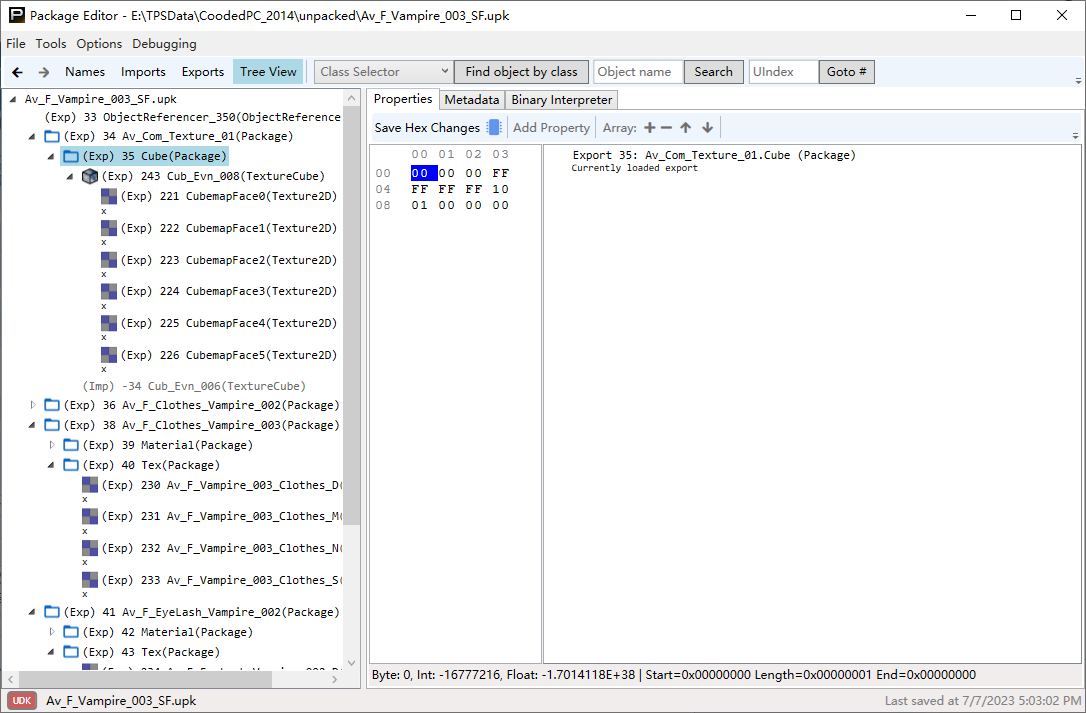 Package Editor - E:\TPSData\CoodedPC_2014\unpacked\Av_F_Vampire_003_SF.upk
File Tools Options Debugging
Names Imports Exports Tree View Class Selector Find object by class Object name Search UIndex Goto #
Av_F_Vampire_003_SF.upk
(Exp) 33 ObjectReferencer_350(ObjectReference
(Exp) 34 Av_Com_Texture_01(Package)
(Exp) 35 Cube(Package)
(Exp) 243 Cub_Evn_008(TextureCube)
(Exp) 221 CubemapFace0(Texture2D)
x
(Exp) 222 CubemapFace1(Texture2D)
x
(Exp) 223 CubemapFace2(Texture2D)
x
(Exp) 224 CubemapFace3(Texture2D)
x
(Exp) 225 CubemapFace4(Texture2D)
x
(Exp) 226 CubemapFace5(Texture2D)
x
(Imp) -34 Cub_Evn_006(TextureCube)
(Exp) 36 Av_F_Clothes_Vampire_002(Package)
(Exp) 38 Av_F_Clothes_Vampire_003(Package)
(Exp) 39 Material(Package)
(Exp) 40 Tex(Package)
(Exp) 230 Av_F_Vampire_003_Clothes_D(
x
(Exp) 231 Av_F_Vampire_003_Clothes_M(
x
(Exp) 232 Av_F_Vampire_003_Clothes_N(
x
(Exp) 233 Av_F_Vampire_003_Clothes_S(
x
(Exp) 41 Av_F_EyeLash_Vampire_002(Package)
(Exp) 42 Material(Package)
(Exp) 43 Tex(Package)
Properties Metadata Binary Interpreter
Save Hex Changes Add Property Array:
00 01 02 03
00 00 00 00 FF
04 FF FF FF 10
08 01 00 00 00
Export 35: Av_Com_Texture_01.Cube (Package)
Currently loaded export
Byte: 0, Int: -16777216, Float: -1.7014118E+38 | Start=0x00000000 Length=0x00000001 End=0x00000000
UDK Av_F_Vampire_003_SF.upk
Last saved at 7/7/2023 5:03:02 PM